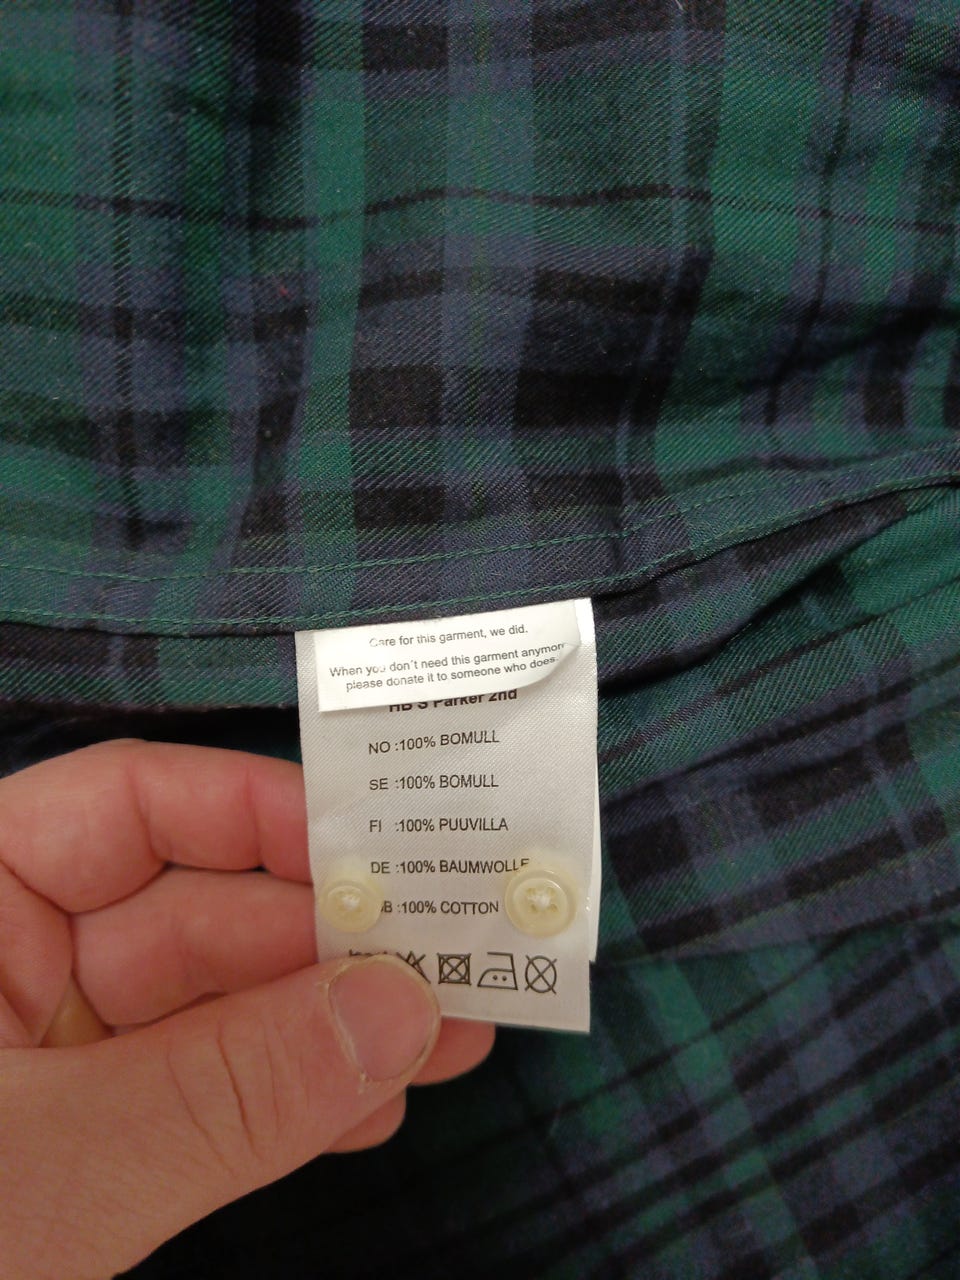 Care for this garment, we did.
When you don´t need this garment anymore
please donate it to someone who does.
HB S Parker 2nd
NO :100% BOMULL
SE :100% BOMULL
FI :100% PUUVILLA
DE :100% BAUMWOLLE
GB :100% COTTON